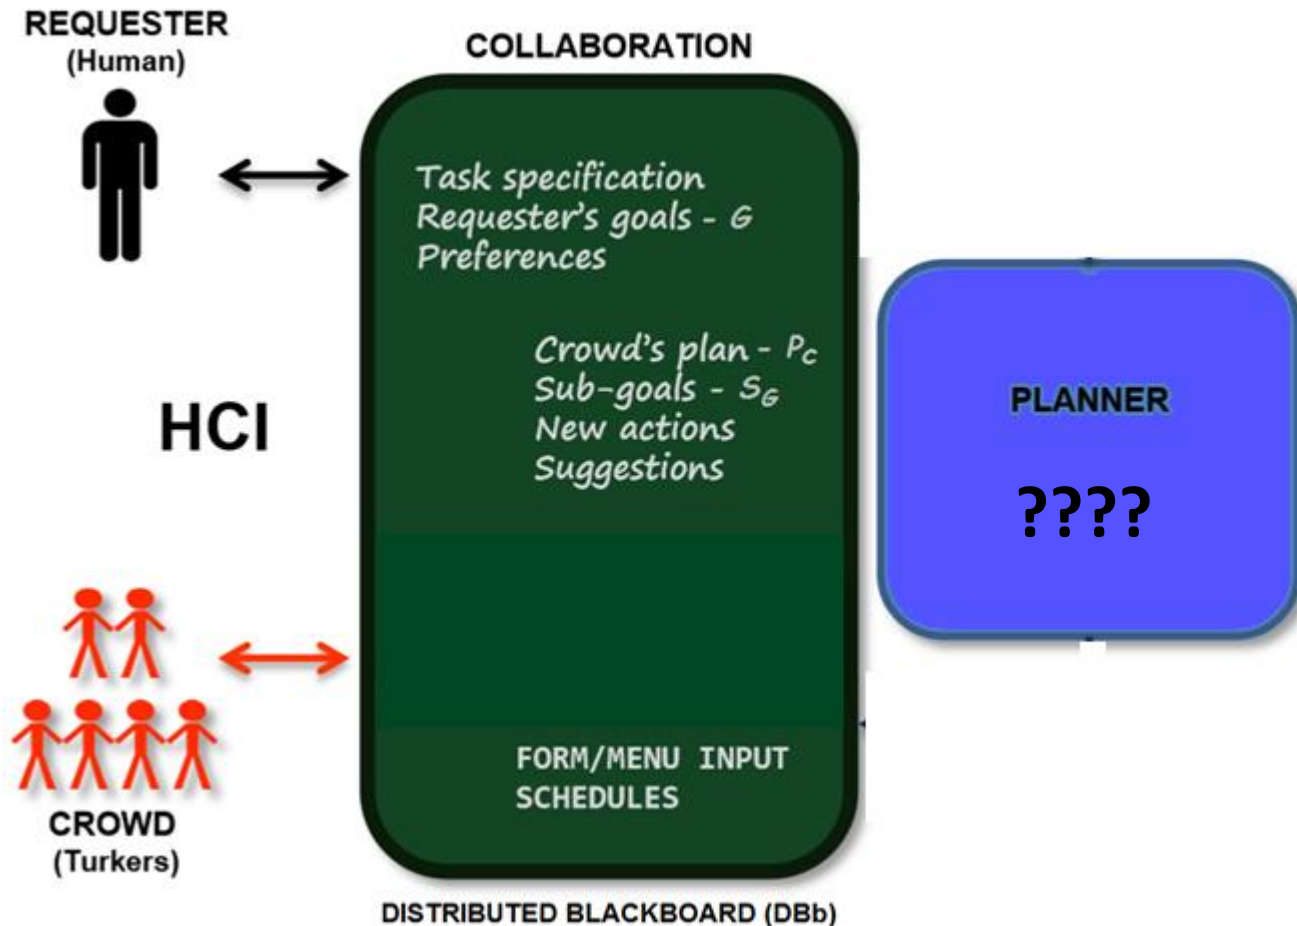 REQUESTER
(Human)
COLLABORATION
Task specification
Requester's goals - G
Preferences
Crowd's plan - PC
Sub-goals - SG
New actions
Suggestions
HCI
PLANNER
????
FORM/MENU INPUT
SCHEDULES
CROWD
(Turkers)
DISTRIBUTED BLACKBOARD (DBb)